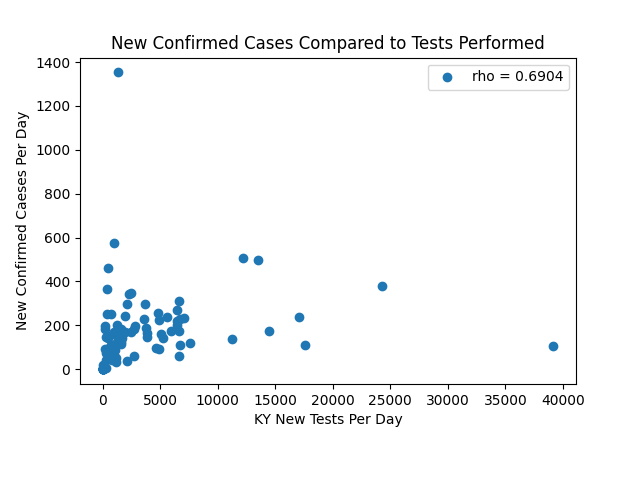 New Confirmed Cases Compared to Tests Performed
rho = 0.6904
New Confirmed Caeses Per Day
1400
1200
1000
800
600
400
200
0
0 5000 10000 15000 20000 25000 30000 35000 40000
KY New Tests Per Day